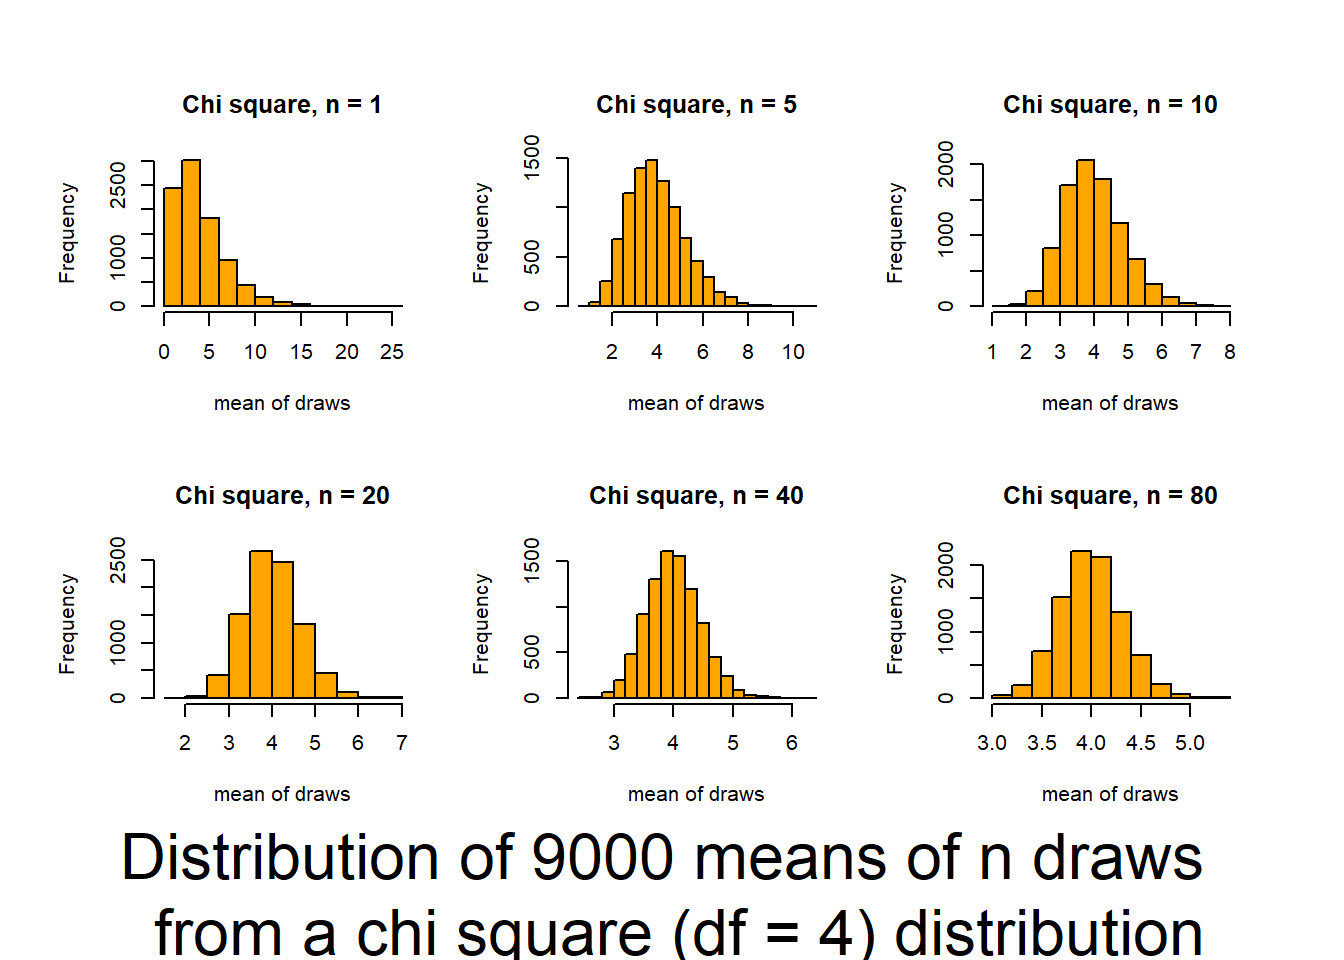 Chi square, n = 1
Frequency
0 1000 2500
0 5 10 15 20 25
mean of draws
Chi square, n = 5
Frequency
0 500 1500
2 4 6 8 10
mean of draws
Chi square, n = 10
Frequency
0 1000 2000
1 2 3 4 5 6 7 8
mean of draws
Chi square, n = 20
Frequency
0 1000 2500
2 3 4 5 6 7
mean of draws
Chi square, n = 40
Frequency
0 500 1500
3 4 5 6
mean of draws
Chi square, n = 80
Frequency
0 1000 2000
3.0 3.5 4.0 4.5 5.0
mean of draws
Distribution of 9000 means of n draws
from a chi square (df = 4) distribution